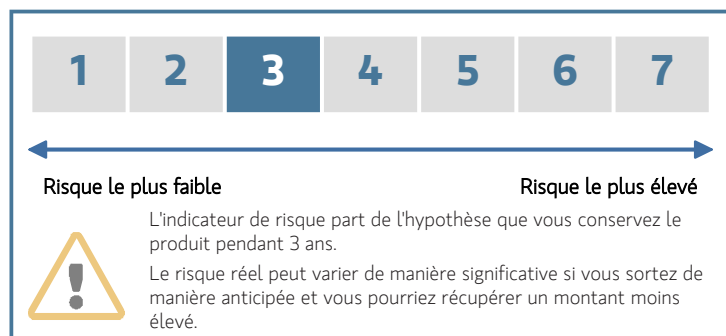 1 2 3 4 5 6 7
Risque le plus faible Risque le plus élevé
L'indicateur de risque part de l'hypothèse que vous conservez le
produit pendant 3 ans.
Le risque réel peut varier de manière significative si vous sortez de
manière anticipée et vous pourriez récupérer un montant moins
élevé.